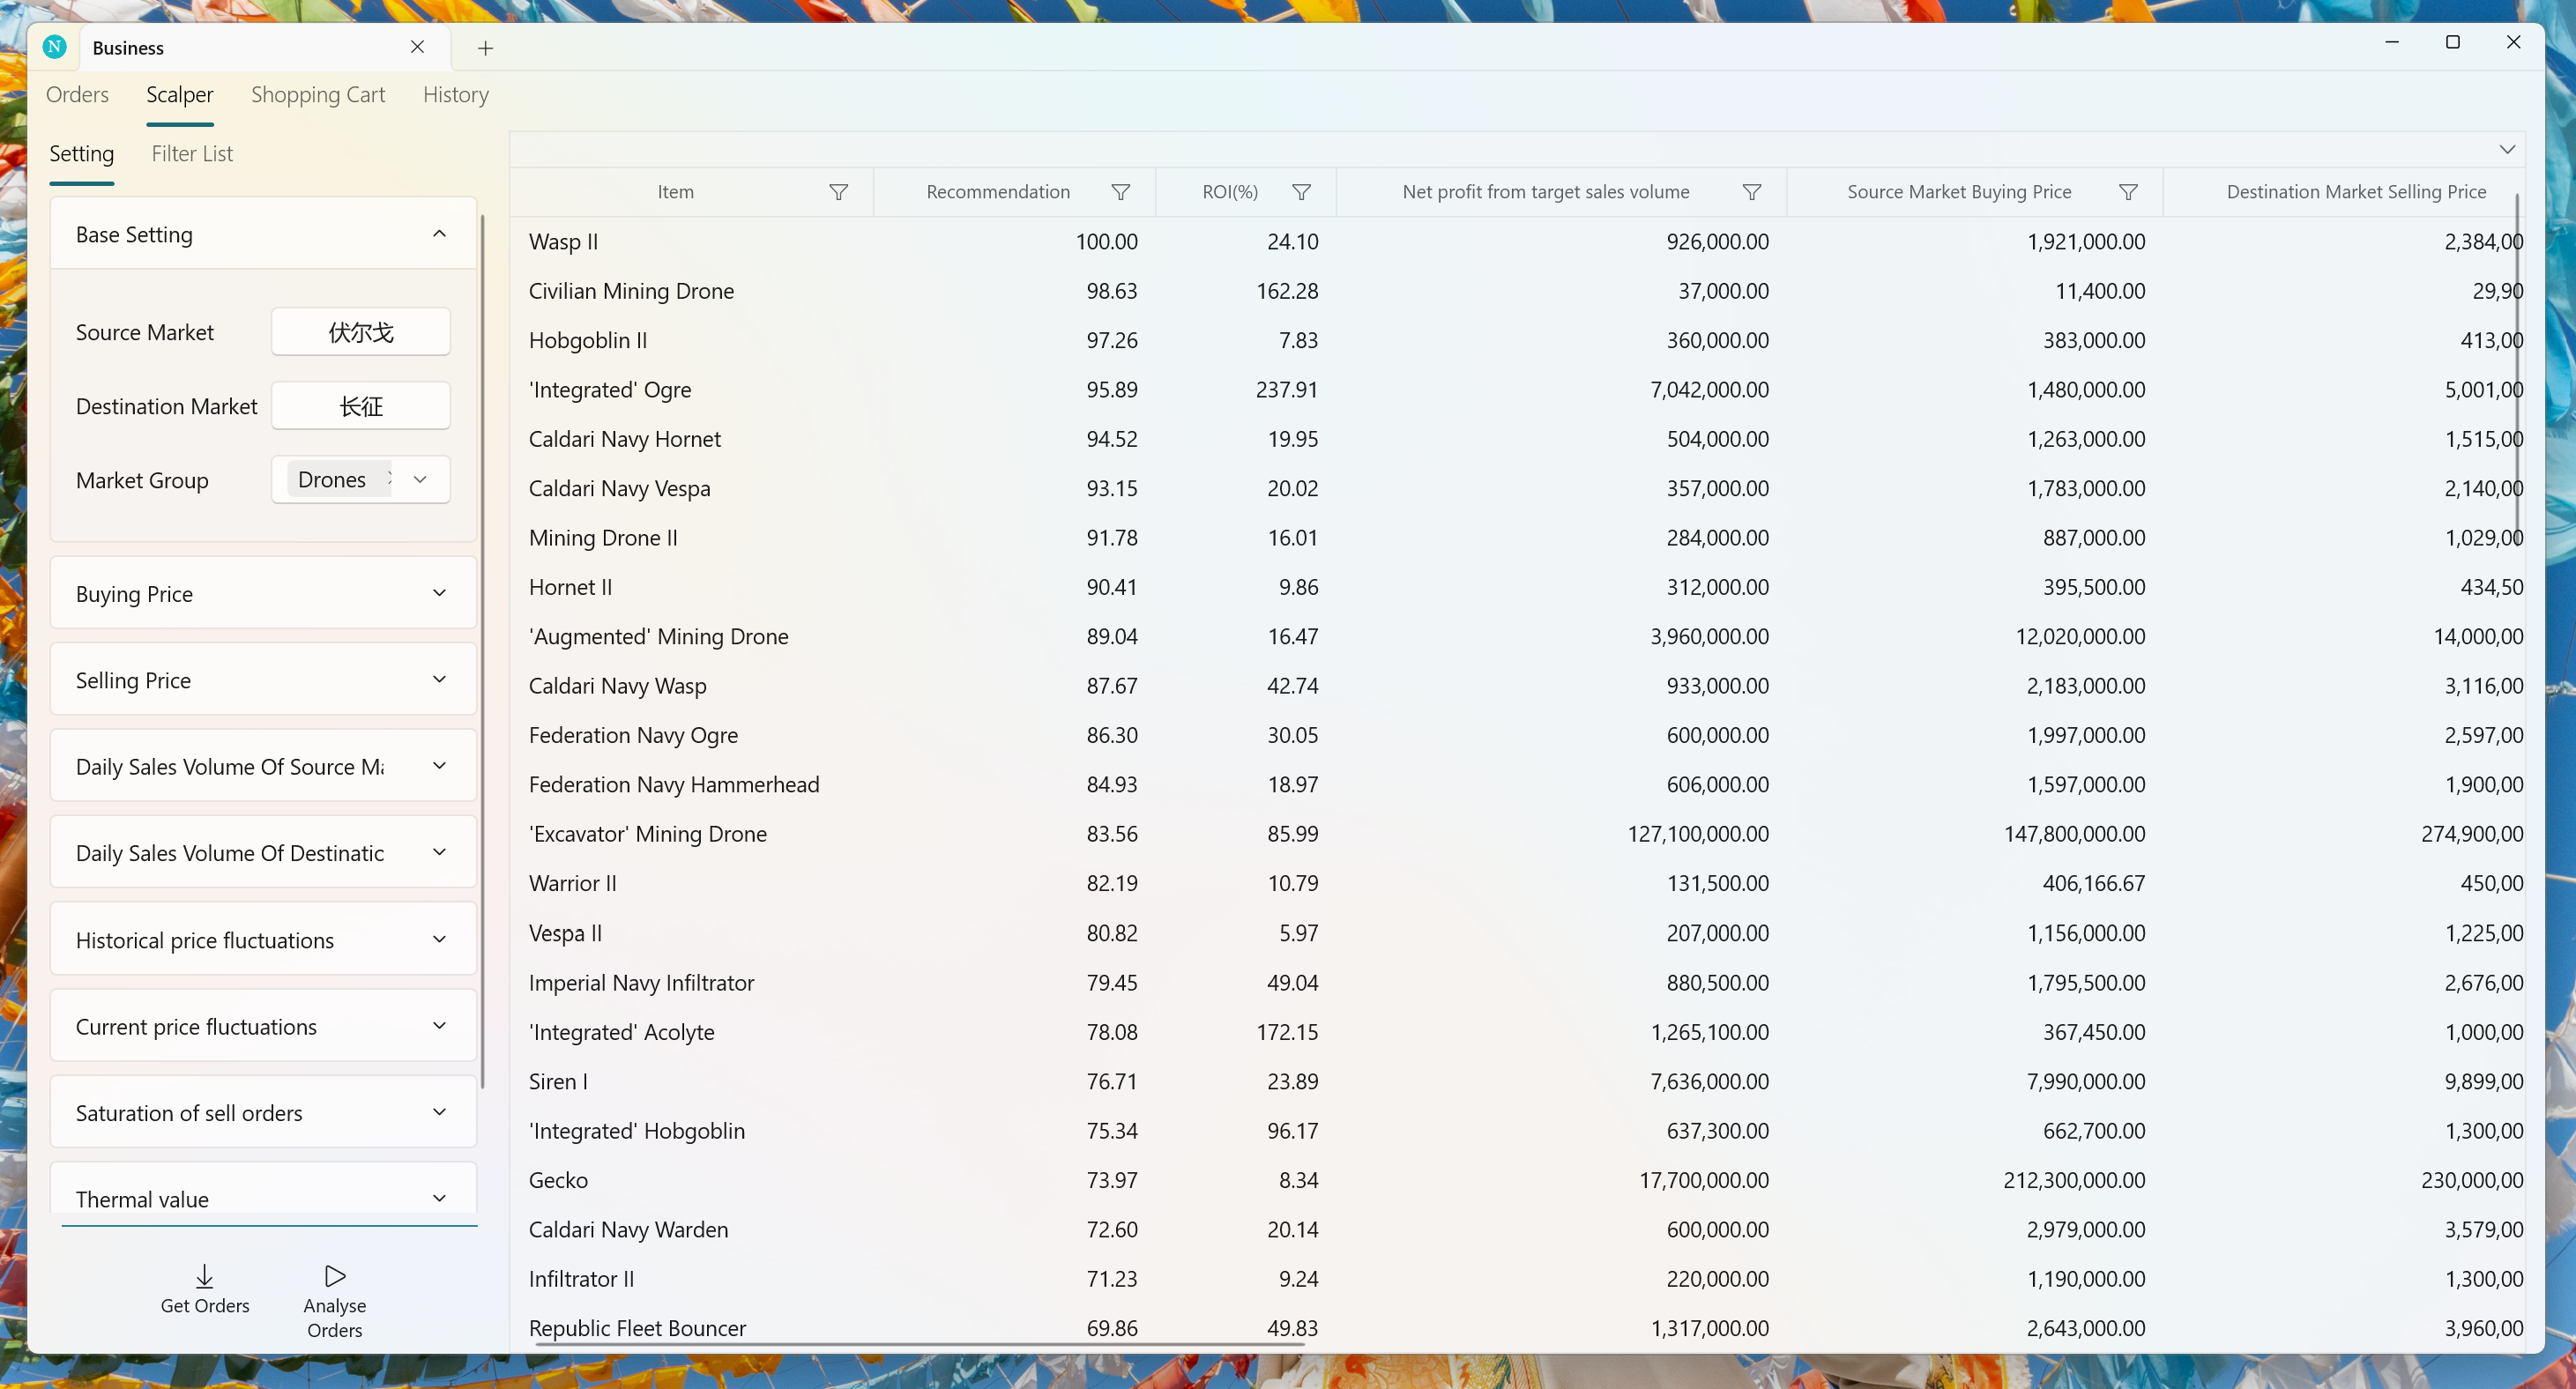 N Business
Orders Scalper Shopping Cart History
Setting Filter List
Base Setting
Source Market 伏尔戈
Destination Market 长征
Market Group Drones
Buying Price
Selling Price
Daily Sales Volume Of Source Ma
Daily Sales Volume Of Destinatic
Historical price fluctuations
Current price fluctuations
Saturation of sell orders
Thermal value
Get Orders
Analyse
Orders
Item Recommendation ROI(%) Net profit from target sales volume Source Market Buying Price Destination Market Selling Price
Wasp II 100.00 24.10 926,000.00 1,921,000.00 2,384,00
Civilian Mining Drone 98.63 162.28 37,000.00 11,400.00 29,90
Hobgoblin II 97.26 7.83 360,000.00 383,000.00 413,00
'Integrated' Ogre 95.89 237.91 7,042,000.00 1,480,000.00 5,001,00
Caldari Navy Hornet 94.52 19.95 504,000.00 1,263,000.00 1,515,00
Caldari Navy Vespa 93.15 20.02 357,000.00 1,783,000.00 2,140,00
Mining Drone II 91.78 16.01 284,000.00 887,000.00 1,029,00
Hornet II 90.41 9.86 312,000.00 395,500.00 434,50
'Augmented' Mining Drone 89.04 16.47 3,960,000.00 12,020,000.00 14,000,00
Caldari Navy Wasp 87.67 42.74 933,000.00 2,183,000.00 3,116,00
Federation Navy Ogre 86.30 30.05 600,000.00 1,997,000.00 2,597,00
Federation Navy Hammerhead 84.93 18.97 606,000.00 1,597,000.00 1,900,00
'Excavator' Mining Drone 83.56 85.99 127,100,000.00 147,800,000.00 274,900,00
Warrior II 82.19 10.79 131,500.00 406,166.67 450,00
Vespa II 80.82 5.97 207,000.00 1,156,000.00 1,225,00
Imperial Navy Infiltrator 79.45 49.04 880,500.00 1,795,500.00 2,676,00
'Integrated' Acolyte 78.08 172.15 1,265,100.00 367,450.00 1,000,00
Siren I 76.71 23.89 7,636,000.00 7,990,000.00 9,899,00
'Integrated' Hobgoblin 75.34 96.17 637,300.00 662,700.00 1,300,00
Gecko 73.97 8.34 17,700,000.00 212,300,000.00 230,000,00
Caldari Navy Warden 72.60 20.14 600,000.00 2,979,000.00 3,579,00
Infiltrator II 71.23 9.24 220,000.00 1,190,000.00 1,300,00
Republic Fleet Bouncer 69.86 49.83 1,317,000.00 2,643,000.00 3,960,00